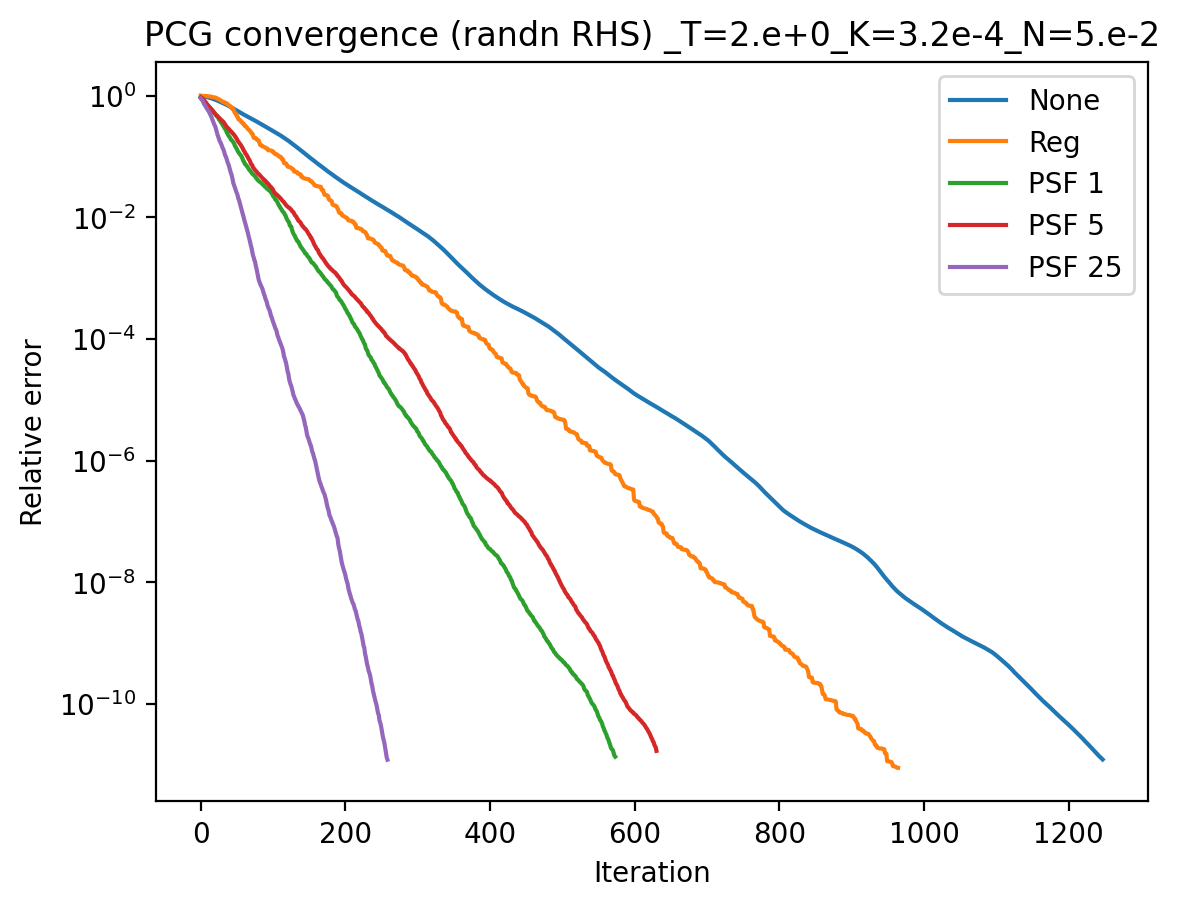 PCG convergence (randn RHS) _T=2.e+0_K=3.2e-4_N=5.e-2
None
Reg
PSF 1
PSF 5
PSF 25
Relative error
10⁰
10⁻²
10⁻⁴
10⁻⁶
10⁻⁸
10⁻¹⁰
0 200 400 600 800 1000 1200
Iteration